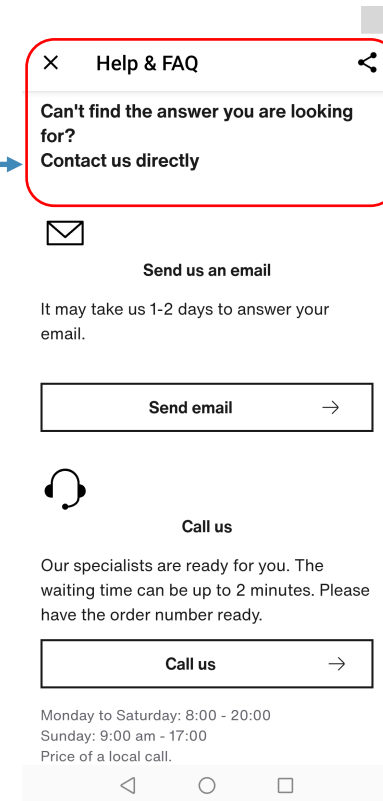 Help & FAQ
Can't find the answer you are looking
for?
Contact us directly
Send us an email
It may take us 1-2 days to answer your
email.
Send email
Call us
Our specialists are ready for you. The
waiting time can be up to 2 minutes. Please
have the order number ready.
Call us
Monday to Saturday: 8:00 - 20:00
Sunday: 9:00 am - 17:00
Price of a local call.